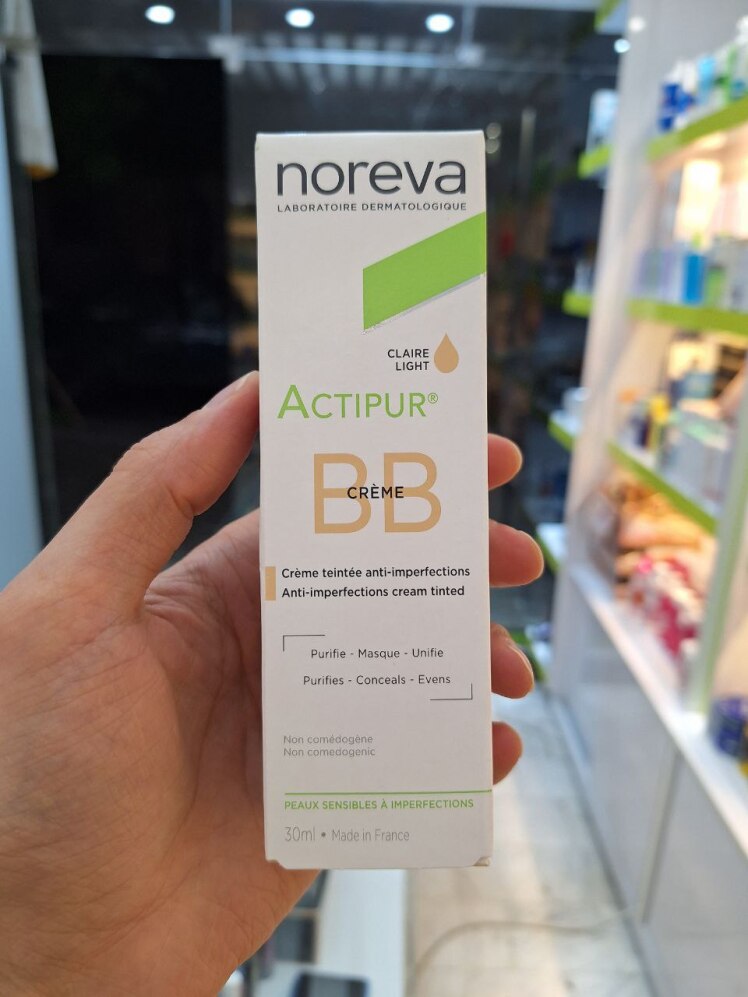 noreva
LABORATOIRE DERMATOLOGIQUE
CLAIRE
LIGHT
ACTIPUR®
BB
CRÈME
Crème teintée anti-imperfections
Anti-imperfections cream tinted
Purifie - Masque - Unifie
Purifies - Conceals - Evens
Non comédogène
Non comedogenic
PEAUX SENSIBLES À IMPERFECTIONS
30ml • Made in France